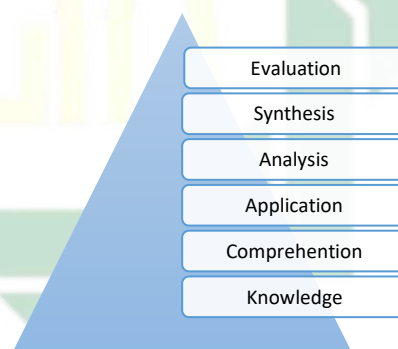 Evaluation
Synthesis
Analysis
Application
Comprehention
Knowledge